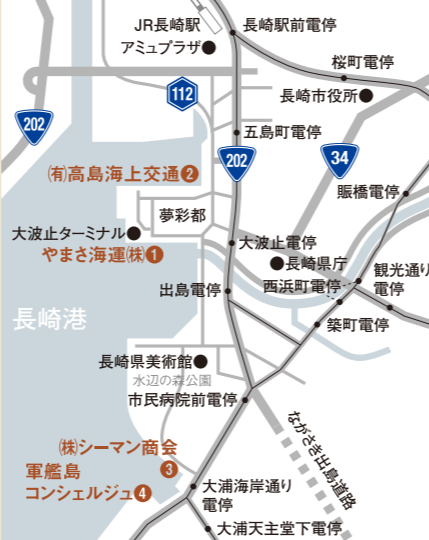 JR長崎駅
長崎駅前電停
アミュプラザ
桜町電停
長崎市役所
112
202
五島町電停
202
34
㈲高島海上交通❷
賑橋電停
夢彩都
大波止ターミナル
大波止電停
やまさ海運㈱❶
長崎県庁
観光通り
電停
西浜町電停
出島電停
長崎港
築町電停
長崎県美術館
水辺の森公園
市民病院前電停
ながさき出島道路
㈱シーマン商会
❸
軍艦島
コンシェルジュ❹
大浦海岸通り
電停
大浦天主堂下電停